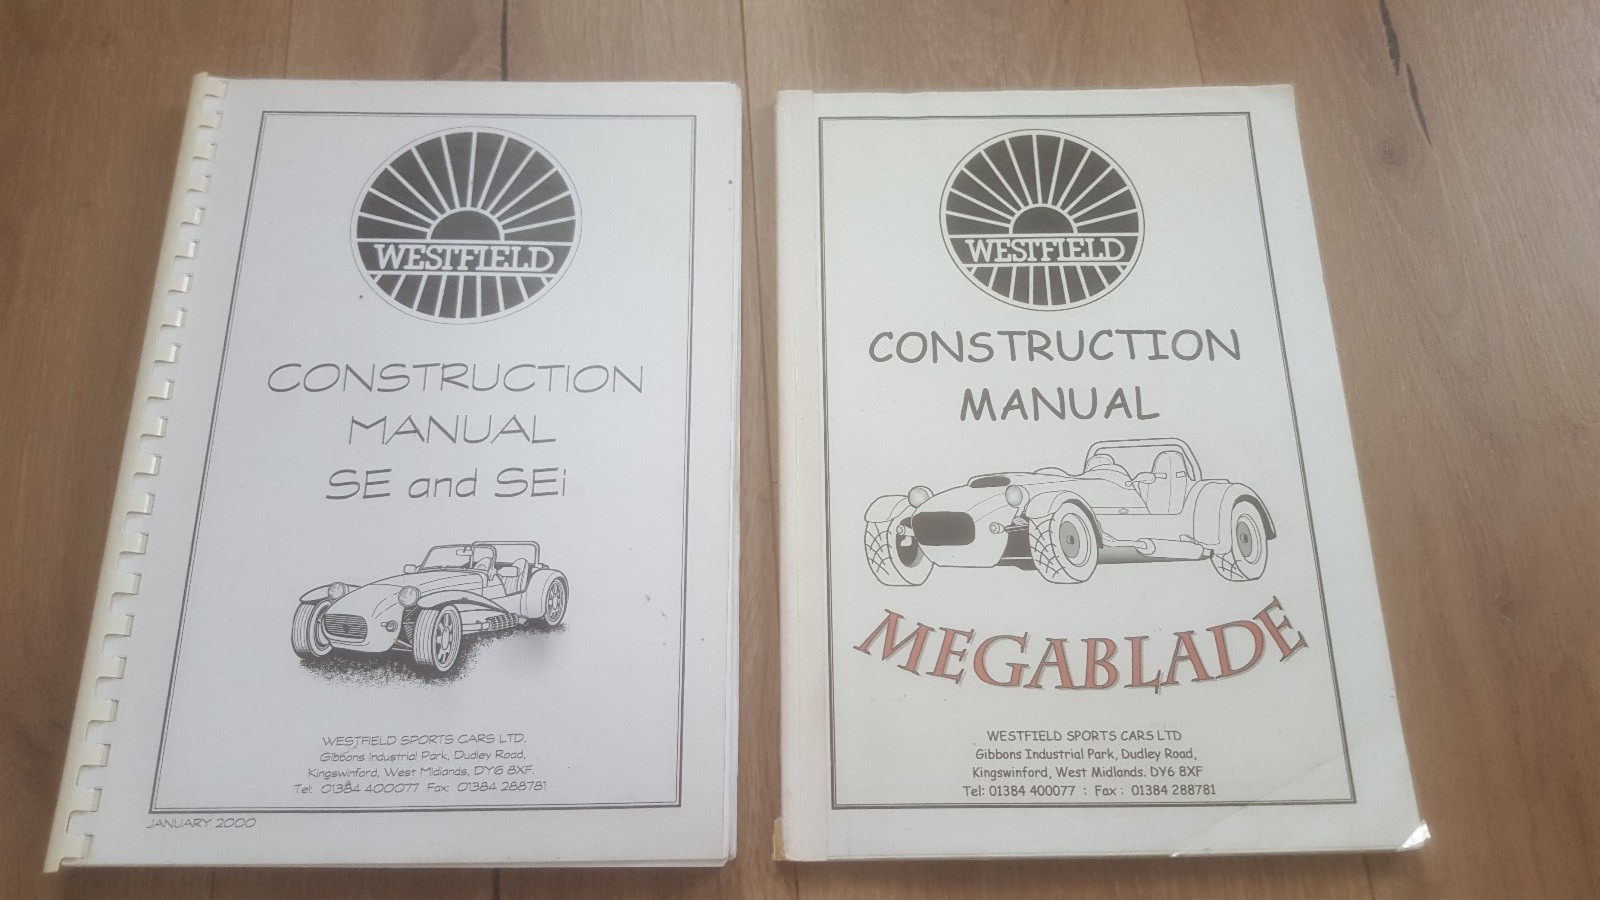 WESTFIELD
CONSTRUCTION
MANUAL
SE and SEi
WESTFIELD SPORTS CARS LTD.
Gibbons Industrial Park, Dudley Road,
Kingswinford, West Midlands, DY6 8XF.
Tel: 01384 400077 Fax: 01384 288781
JANUARY 2000
WESTFIELD
CONSTRUCTION
MANUAL
MEGABLADE
WESTFIELD SPORTS CARS LTD
Gibbons Industrial Park, Dudley Road,
Kingswinford, West Midlands. DY6 8XF
Tel: 01384 400077 : Fax : 01384 288781